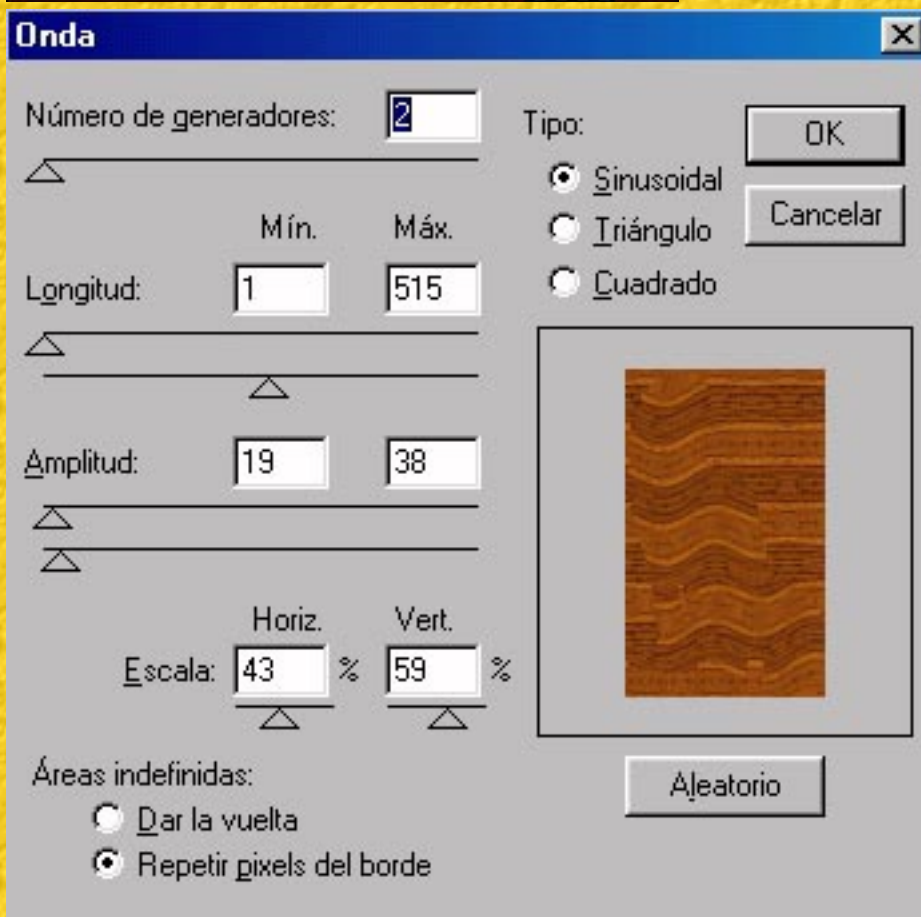 Onda
Número de generadores: 2
Mín. Máx.
Longitud: 1 515
Amplitud: 19 38
Horiz. Vert.
Escala: 43 % 59 %
Áreas indefinidas:
Dar la vuelta
Repetir pixels del borde
Tipo:
Sinusoidal
Triángulo
Cuadrado
OK
Cancelar
Aleatorio